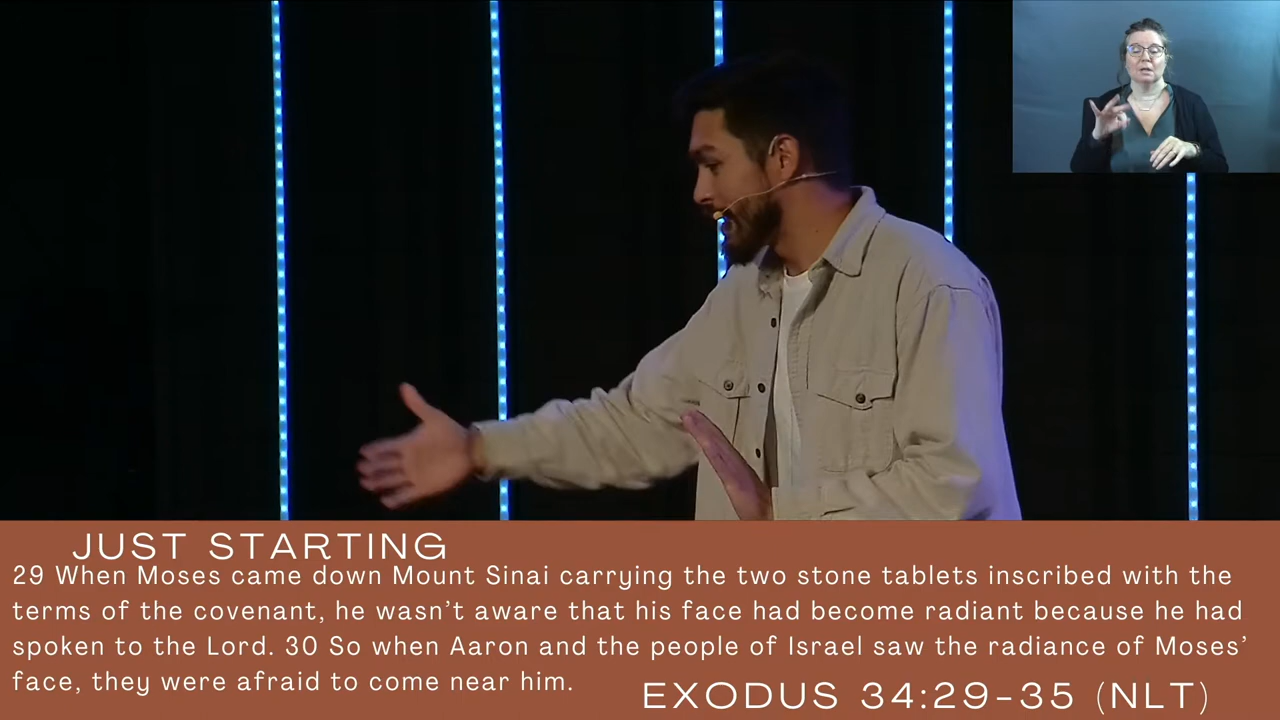 JUST STARTING
29 When Moses came down Mount Sinai carrying the two stone tablets inscribed with the
terms of the covenant, he wasn’t aware that his face had become radiant because he had
spoken to the Lord. 30 So when Aaron and the people of Israel saw the radiance of Moses’
face, they were afraid to come near him.
EXODUS 34:29-35 (NLT)